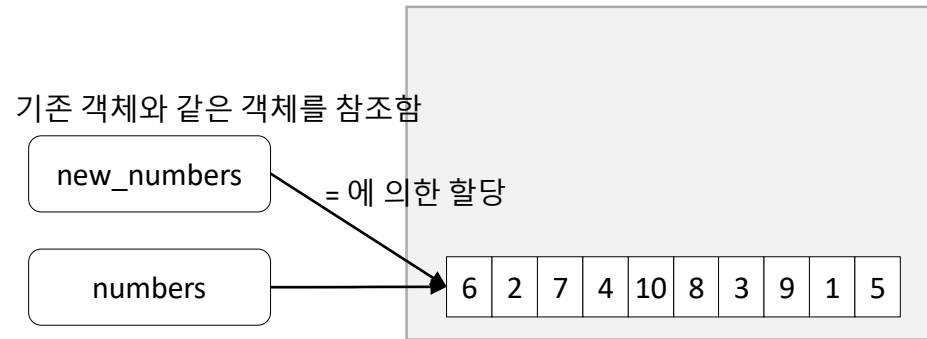 기존 객체와 같은 객체를 참조함
new_numbers
= 에 의한 할당
numbers
6 2 7 4 10 8 3 9 1 5